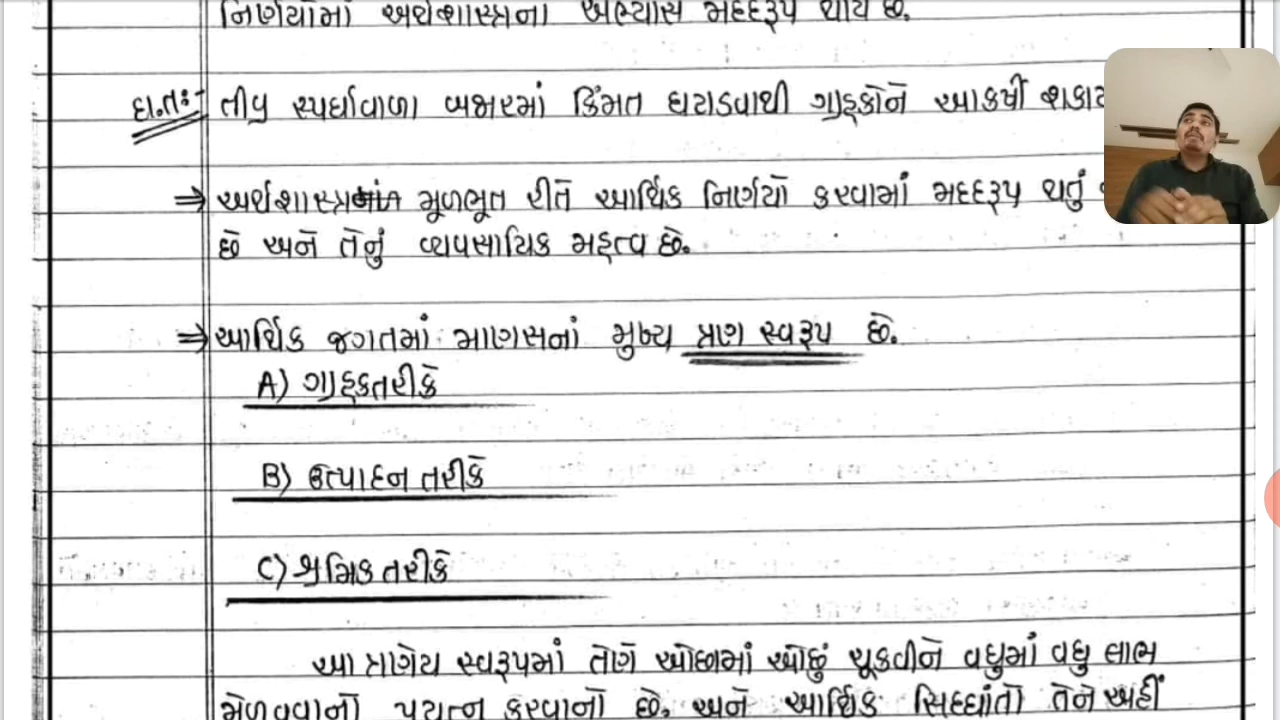 નિર્ણયોમાં અર્થશાસ્ત્રના અભ્યાસ મદદરૂપ થાય છે.
દા.ત:- તીવ્ર સ્પર્ધાવાળા બજારમાં કિંમત ઘટાડવાથી ગ્રાહકોને આકર્ષી શકાય
⇒ અર્થશાસ્ત્ર મૂળભૂત રીતે આર્થિક નિર્ણયો કરવામાં મદદરૂપ થતું
છે અને તેનું વ્યવસાયિક મહત્વ છે.
⇒ આર્થિક જગતમાં માણસનાં મુખ્ય ત્રણ સ્વરૂપ છે.
A) ગ્રાહક તરીકે
B) ઉત્પાદન તરીકે
C) શ્રમિક તરીકે
આ ત્રણેય સ્વરૂપમાં તેણે ઓછામાં ઓછું ચૂકવીને વધુમાં વધુ લાભ
મેળવવાનો પ્રયત્ન કરવાનો છે. અને આર્થિક સિધ્ધાંતો તેને અહીં